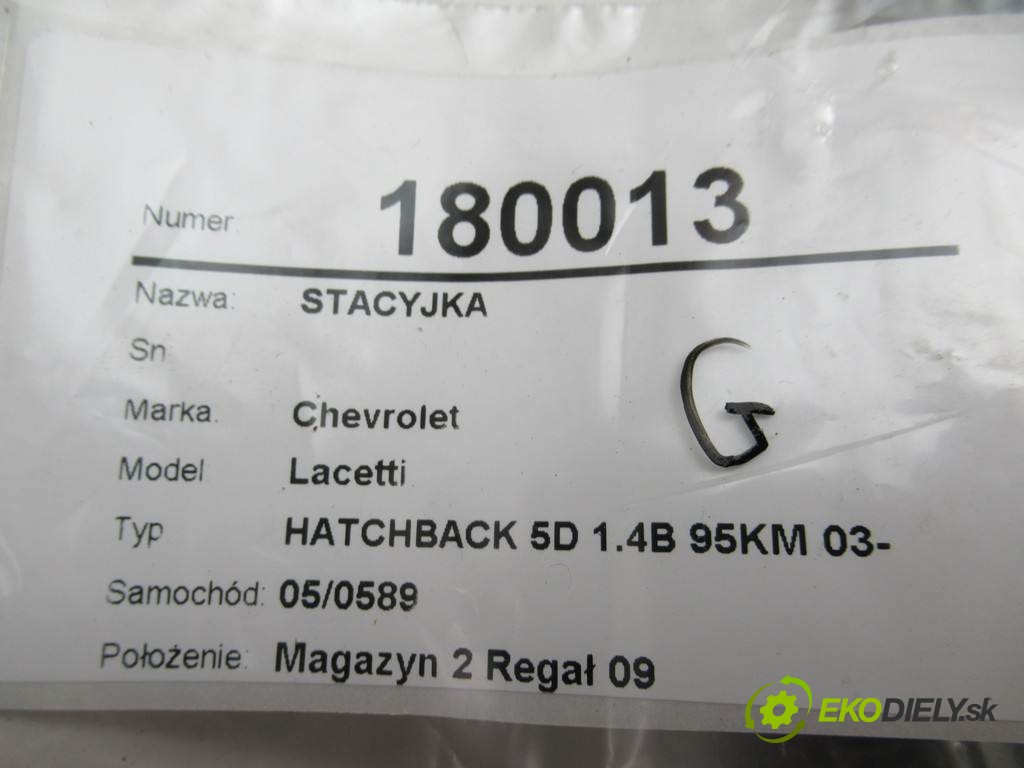 Numer: 180013
Nazwa: STACYJKA
Sn
Marka. Chevrolet
Model Lacetti
Typ HATCHBACK 5D 1.4B 95KM 03-
Samochód: 05/0589
Położenie: Magazyn 2 Regał 09
G
EKODIELY.sk